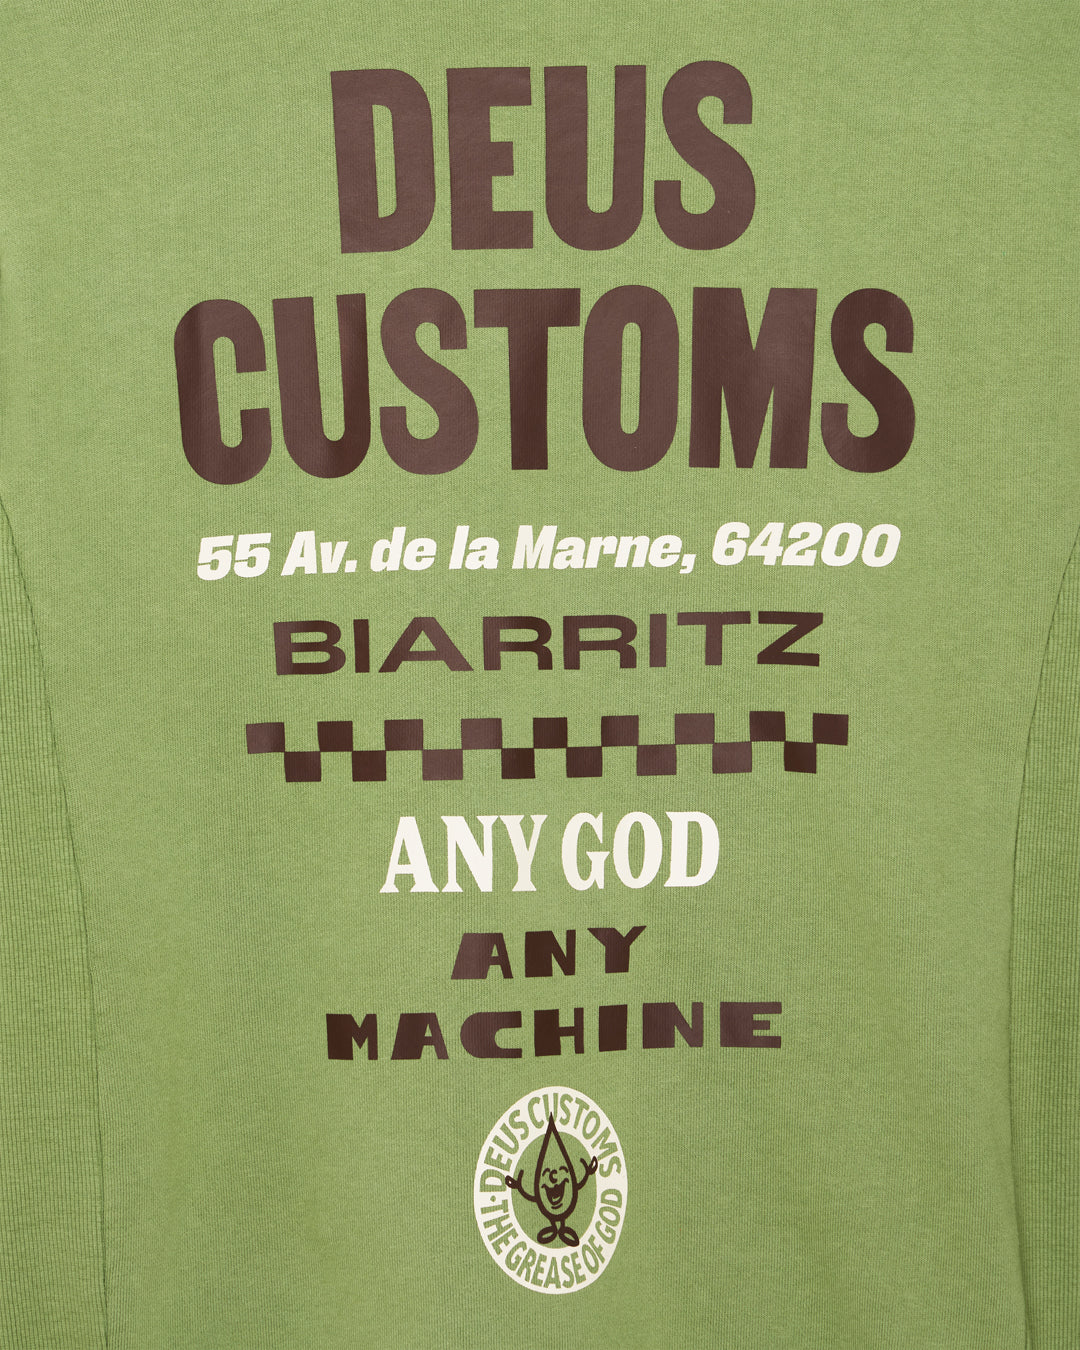 DEUS
CUSTOMS
55 Av. de la Marne, 64200
BIARRITZ
ANY GOD
ANY
MACHINE
DEUS CUSTOMS
· THE GREASE OF GOD